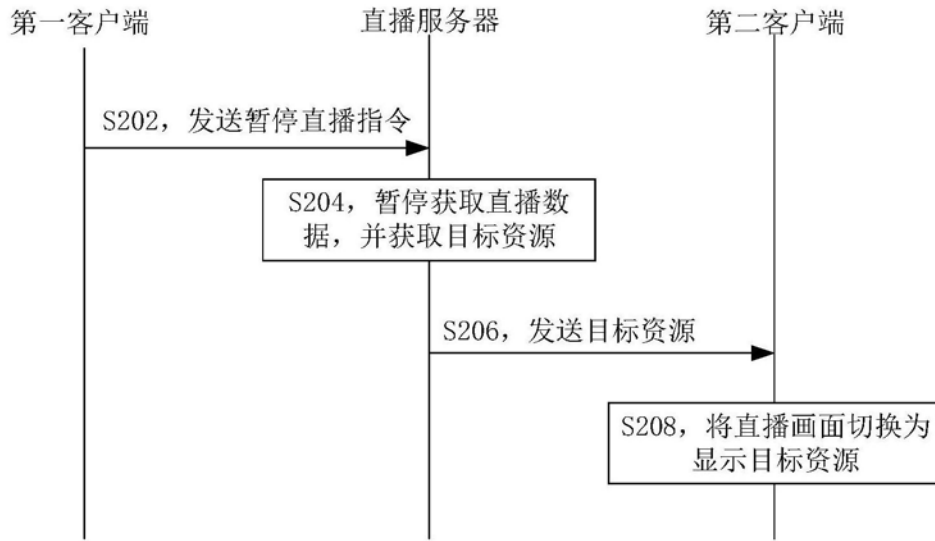 第一客户端
直播服务器
第二客户端
S202，发送暂停直播指令
S204，暂停获取直播数
据，并获取目标资源
S206，发送目标资源
S208，将直播画面切换为
显示目标资源